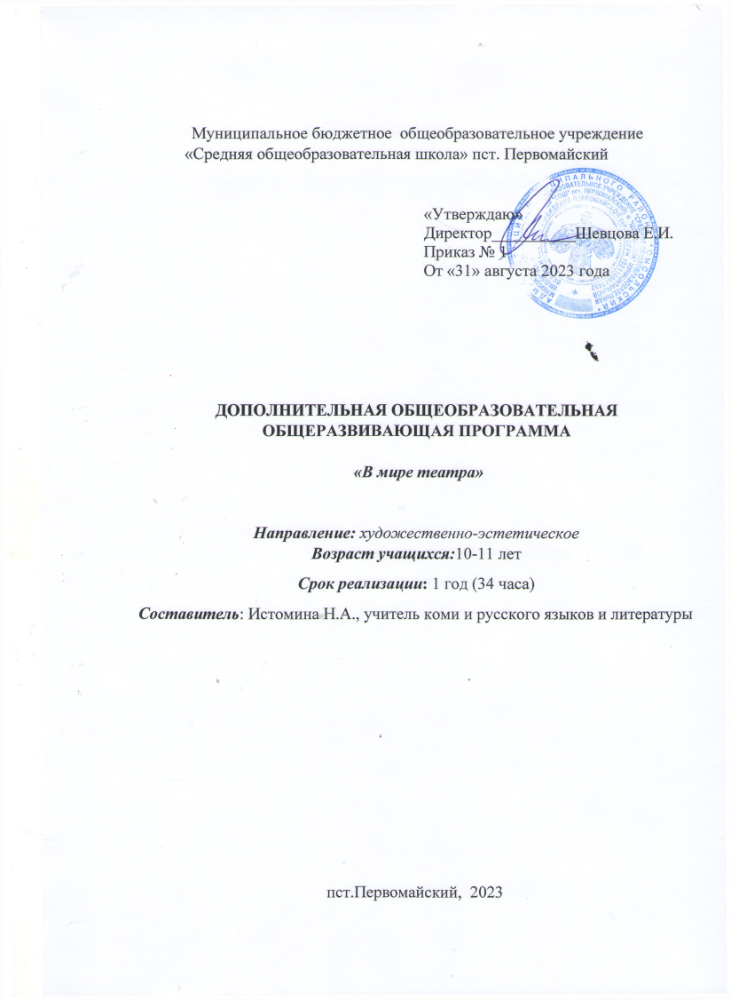 Муниципальное бюджетное общеобразовательное учреждение
«Средняя общеобразовательная школа» пст. Первомайский
«Утверждаю»
Директор__________Шевцова Е.И.
Приказ № 1
От «31» августа 2023 года
ДОПОЛНИТЕЛЬНАЯ ОБЩЕОБРАЗОВАТЕЛЬНАЯ
ОБЩЕРАЗВИВАЮЩАЯ ПРОГРАММА
«В мире театра»
Направление: художественно-эстетическое
Возраст учащихся:10-11 лет
Срок реализации: 1 год (34 часа)
Составитель: Истомина Н.А., учитель коми и русского языков и литературы
пст.Первомайский, 2023